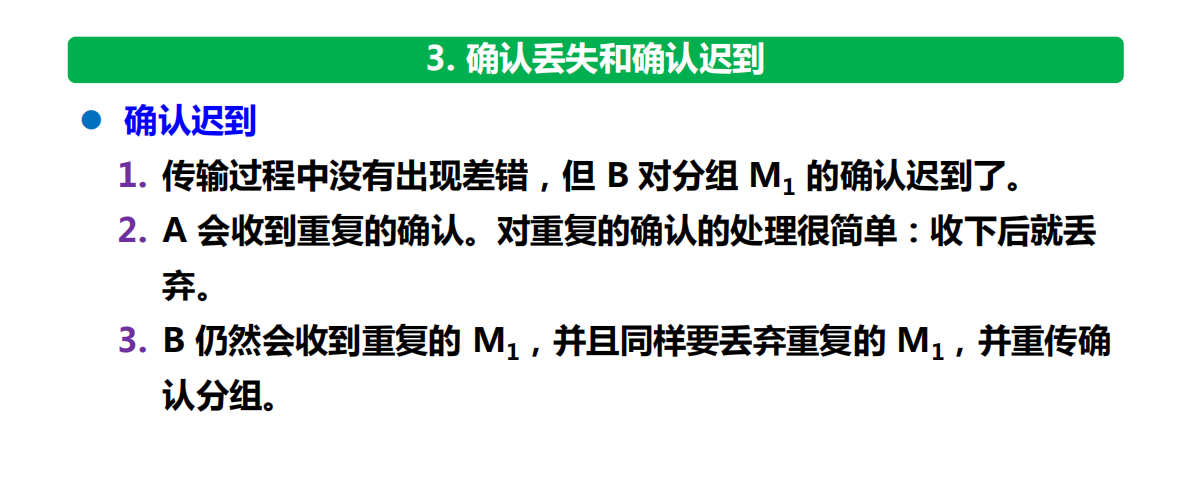 3. 确认丢失和确认迟到
● 确认迟到
1. 传输过程中没有出现差错，但 B 对分组 M₁ 的确认迟到了。
2. A 会收到重复的确认。对重复的确认的处理很简单：收下后就丢
弃。
3. B 仍然会收到重复的 M₁，并且同样要丢弃重复的 M₁，并重传确
认分组。